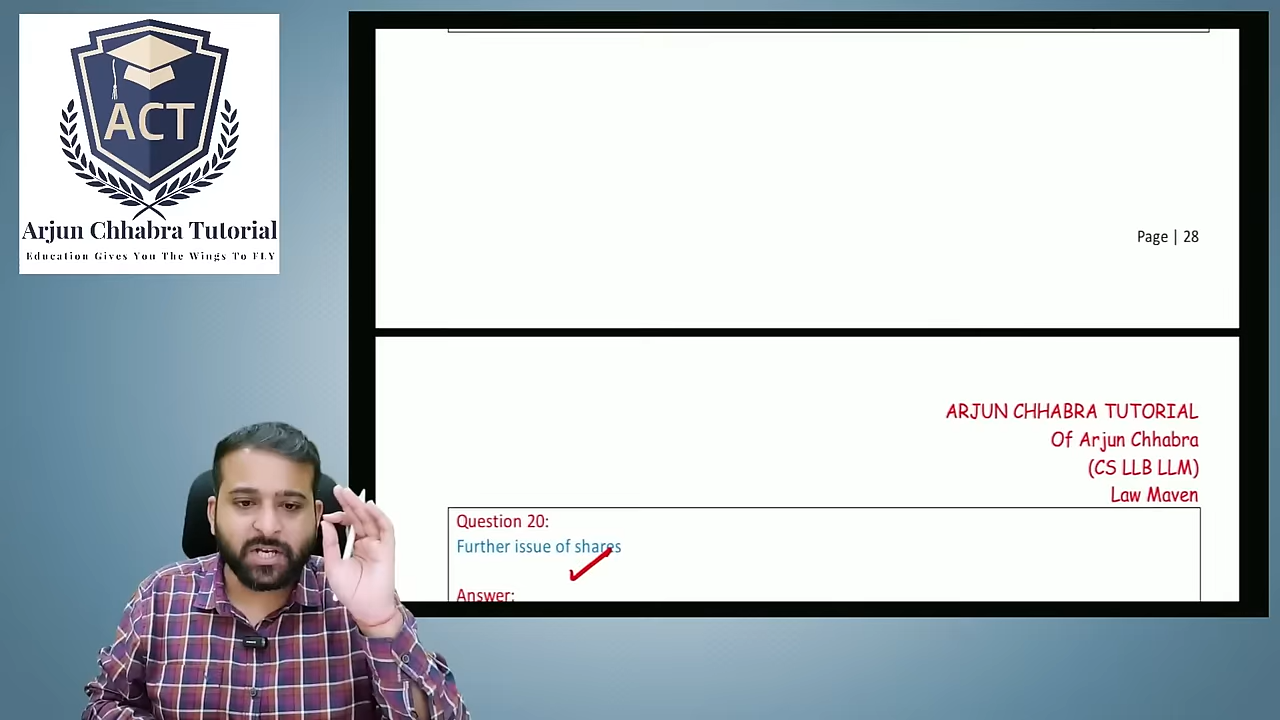 ACT
Arjun Chhabra Tutorial
Education Gives You The Wings To FLY
Page | 28
ARJUN CHHABRA TUTORIAL
Of Arjun Chhabra
(CS LLB LLM)
Law Maven
Question 20:
Further issue of shares
Answer: